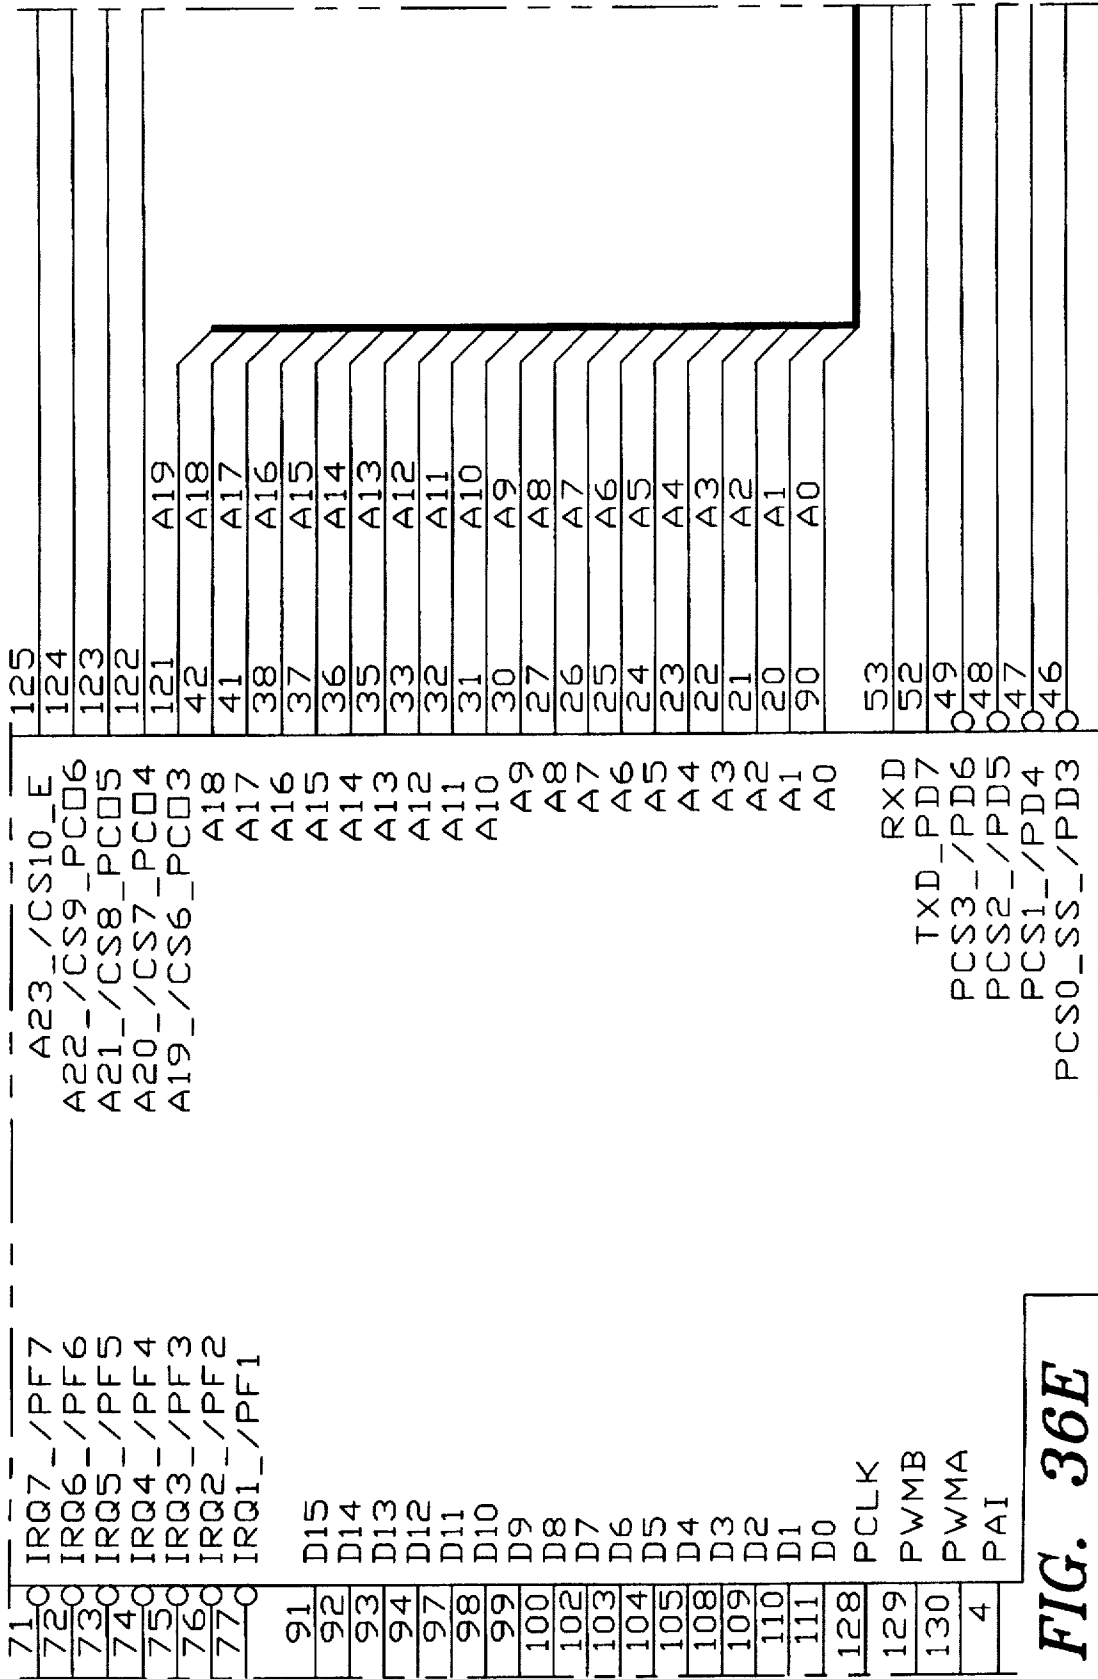 71 IRQ7_/PF7 A23_/CS10_E 125
72 IRQ6_/PF6 A22_/CS9_PCO6 124
73 IRQ5_/PF5 A21_/CS8_PCO5 123
74 IRQ4_/PF4 A20_/CS7_PCO4 122
75 IRQ3_/PF3 A19_/CS6_PCO3 121 A19
76 IRQ2_/PF2 A18 42 A18
77 IRQ1_/PF1 A17 41 A17
A16 38 A16
91 D15 A15 37 A15
92 D14 A14 36 A14
93 D13 A13 35 A13
94 D12 A12 33 A12
97 D11 A11 32 A11
98 D10 A10 31 A10
99 D9 A9 30 A9
100 D8 A8 27 A8
102 D7 A7 26 A7
103 D6 A6 25 A6
104 D5 A5 24 A5
105 D4 A4 23 A4
108 D3 A3 22 A3
109 D2 A2 21 A2
110 D1 A1 20 A1
111 D0 A0 90 A0
128 PCLK
RXD 53
129 PWMB TXD_PD7 52
130 PWMA PCS3_/PD6 49
4 PAI PCS2_/PD5 48
PCS1_/PD4 47
PCS0_SS_/PD3 46
FIG. 36E